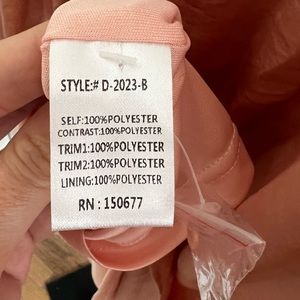 STYLE:# D-2023-B
SELF:100%POLYESTER
CONTRAST:100%POLYESTER
TRIM1:100%POLYESTER
TRIM2:100%POLYESTER
LINING:100%POLYESTER
RN : 150677